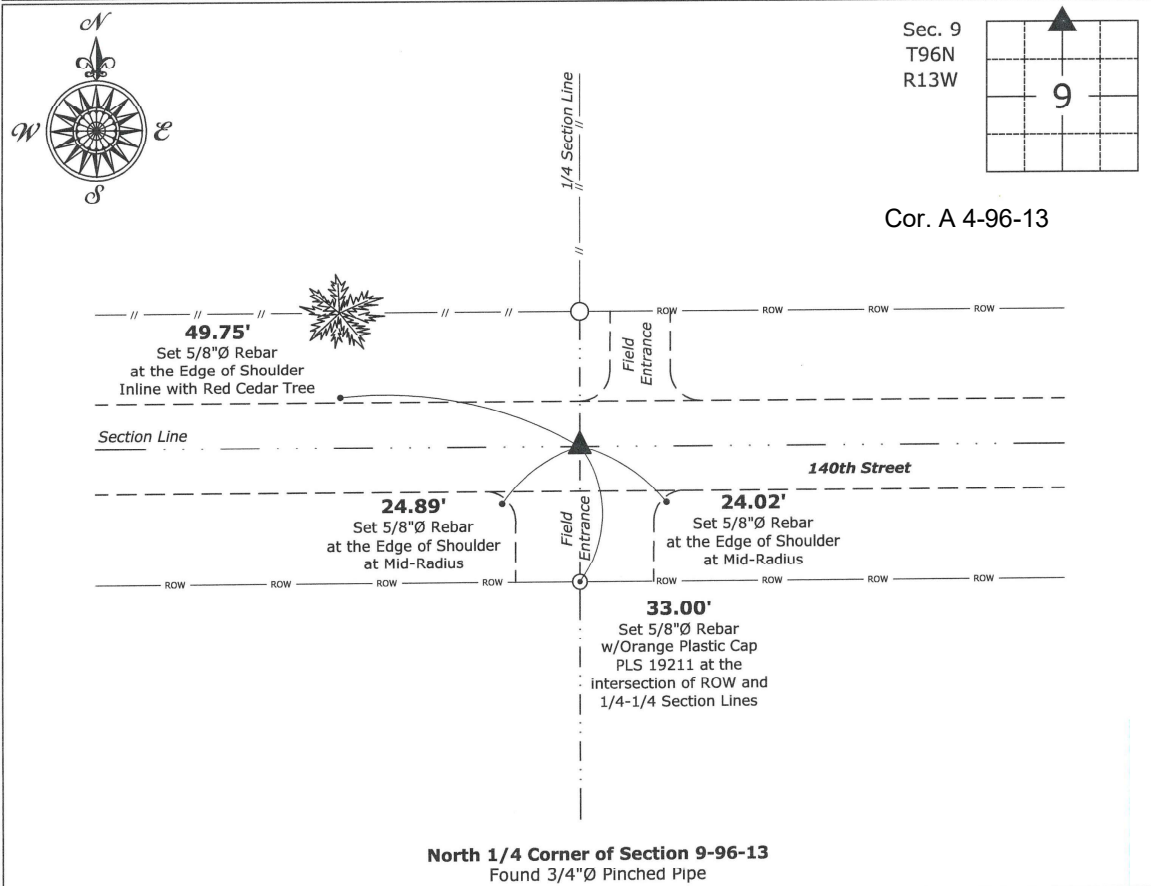 N
W
E
S
Sec. 9
T96N
R13W
9
Cor. A 4-96-13
1/4 Section Line
49.75'
Set 5/8"Ø Rebar
at the Edge of Shoulder
Inline with Red Cedar Tree
ROW
ROW
ROW
ROW
Field
Entrance
Section Line
140th Street
24.89'
Set 5/8"Ø Rebar
at the Edge of Shoulder
at Mid-Radius
Field
Entrance
24.02'
Set 5/8"Ø Rebar
at the Edge of Shoulder
at Mid-Radius
ROW
ROW
ROW
ROW
ROW
ROW
ROW
ROW
33.00'
Set 5/8"Ø Rebar
w/Orange Plastic Cap
PLS 19211 at the
intersection of ROW and
1/4-1/4 Section Lines
North 1/4 Corner of Section 9-96-13
Found 3/4"Ø Pinched Pipe